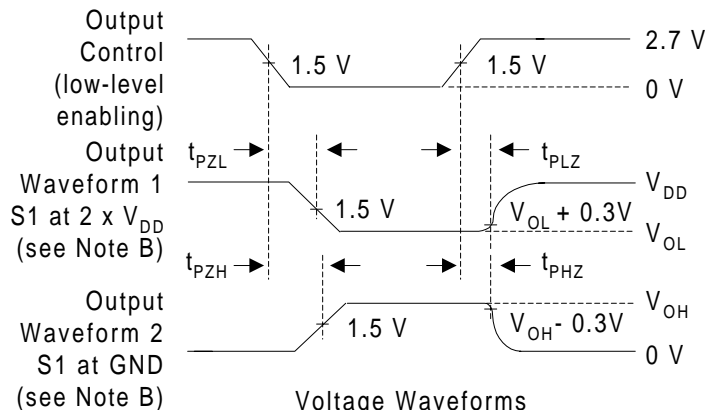 Output
Control
(low-level
enabling)
1.5 V
1.5 V
2.7 V
0 V
Output
Waveform 1
S1 at 2 x VDD
(see Note B)
tPZL
tPLZ
1.5 V
VOL + 0.3V
VDD
VOL
tPZH
tPHZ
Output
Waveform 2
S1 at GND
(see Note B)
1.5 V
VOH- 0.3V
VOH
0 V
Voltage Waveforms